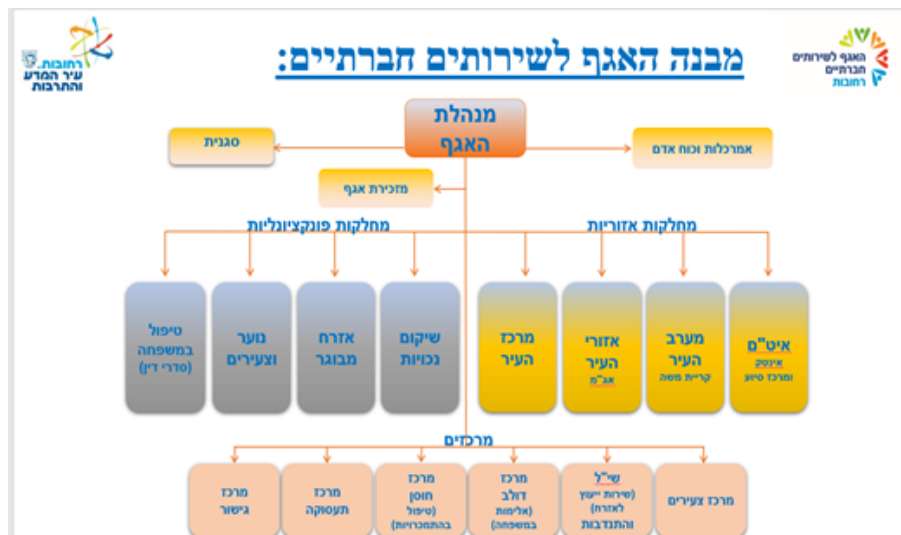 מבנה האגף לשירותים חברתיים:
האגף לשירותים
חברתיים
רחובות
רחובות.
עיר המדע
והתרבות
מנהלת
האגף
אמרכלות וכוח אדם
סגנית
מזכירת אגף
מחלקות אזוריות
מחלקות פונקציונליות
איט"ם
אינטק
ומרכז סיוע
מערב
העיר
קריית משה
אזורי
העיר
אג"מ
מרכז
העיר
שיקום
נכויות
אזרח
מבוגר
נוער
וצעירים
טיפול
במשפחה
(סדרי דין)
מרכזים
מרכז צעירים
שי"ל
(שירות ייעוץ
לאזרח)
והתנדבות
מרכז
דולב
(אלימות
במשפחה)
מרכז
חוסן
(טיפול
בהתמכרויות)
מרכז
תעסוקה
מרכז
גישור